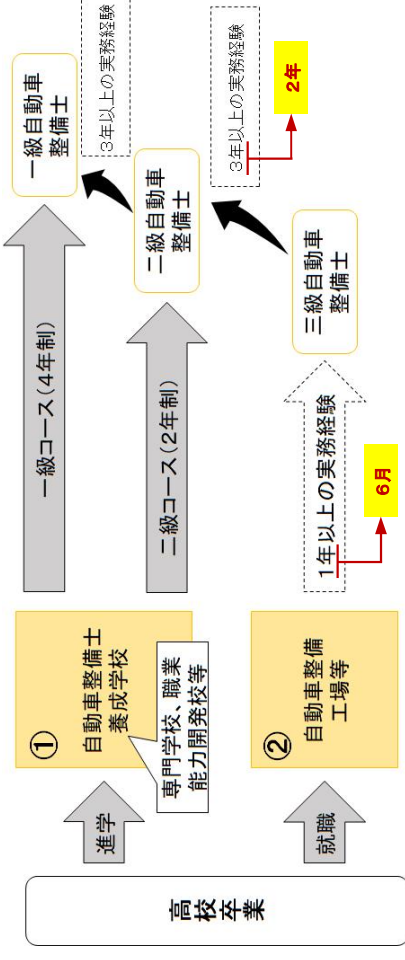 高校卒業
進学
就職
①
自動車整備士
養成学校
専門学校、職業
能力開発校等
②
自動車整備
工場等
一級コース(4年制)
二級コース(2年制)
1年以上の実務経験
6月
一級自動車
整備士
二級自動車
整備士
三級自動車
整備士
3年以上の実務経験
3年以上の実務経験
2年